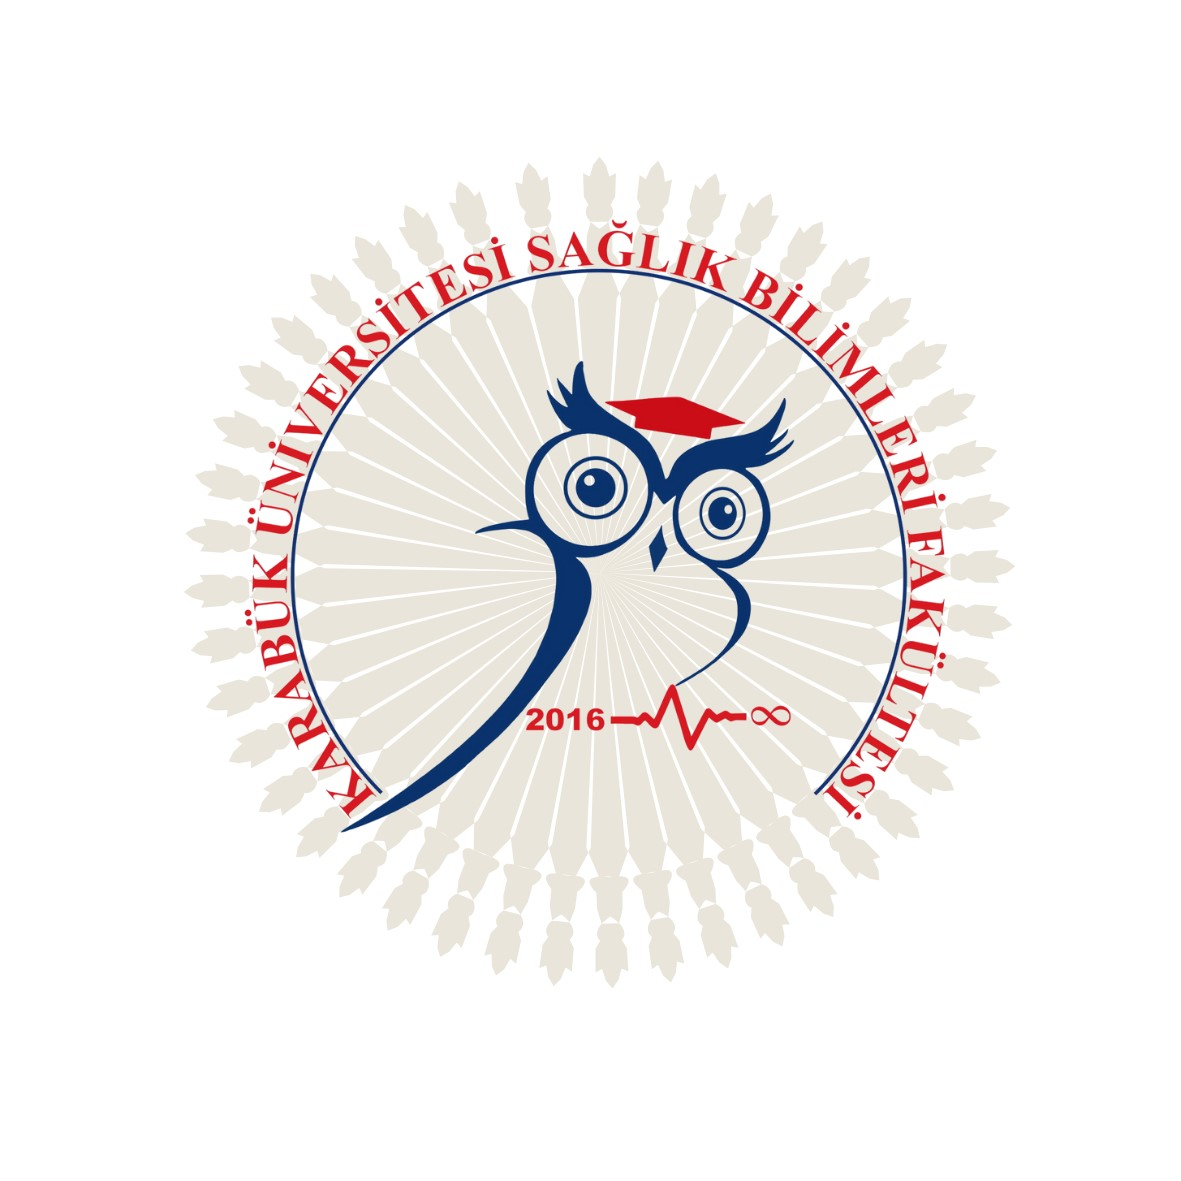 KARABÜK ÜNİVERSİTESİ SAĞLIK BİLİMLERİ FAKÜLTESİ
2016 ∞